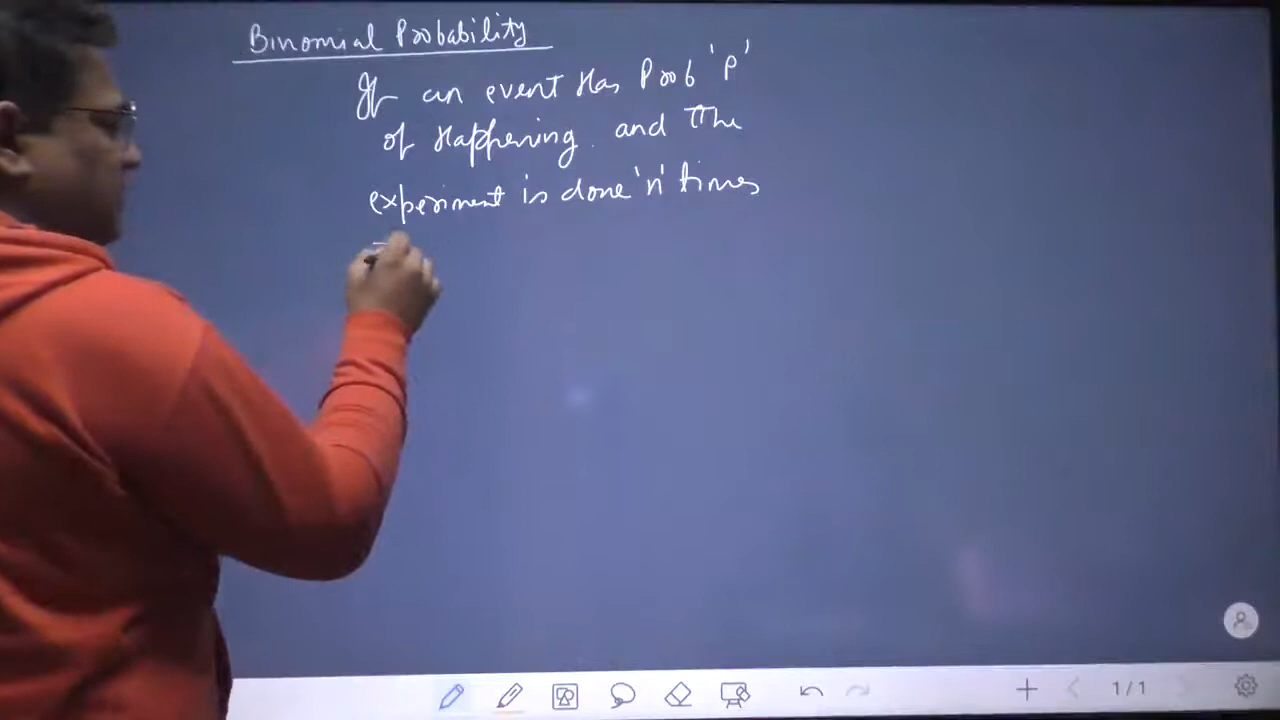 Binomial Probability
If an event Has Prob 'P'
of Happening. and The
experiment is done 'n' times
1/1